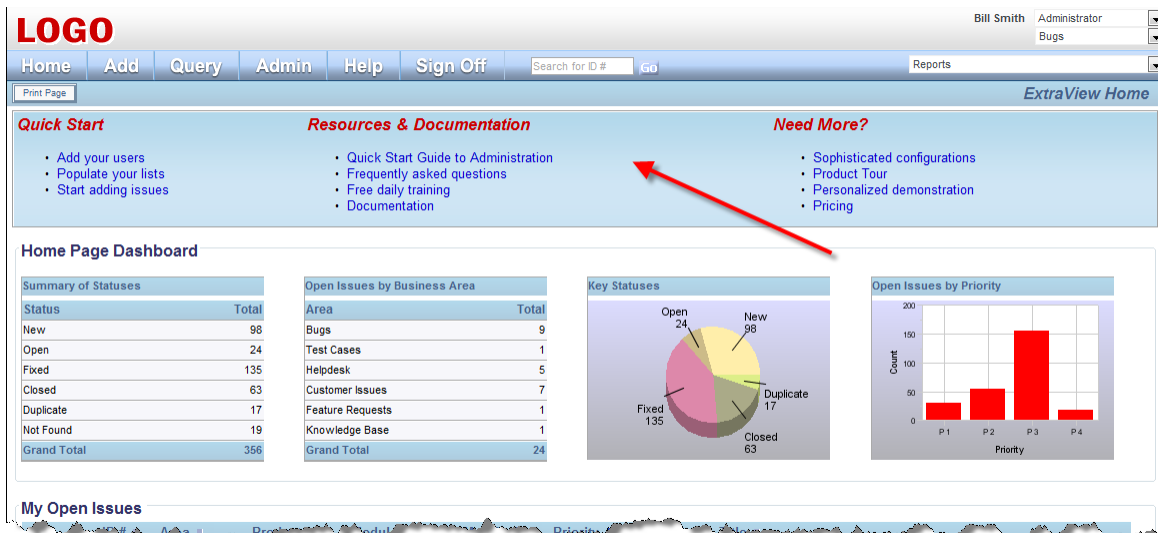 LOGO
Bill Smith Administrator
Bugs
Home Add Query Admin Help Sign Off Search for ID # Go Reports
Print Page ExtraView Home
Quick Start
• Add your users
• Populate your lists
• Start adding issues
Resources & Documentation
• Quick Start Guide to Administration
• Frequently asked questions
• Free daily training
• Documentation
Need More?
• Sophisticated configurations
• Product Tour
• Personalized demonstration
• Pricing
Home Page Dashboard
Summary of Statuses
Status Total
New 98
Open 24
Fixed 135
Closed 63
Duplicate 17
Not Found 19
Grand Total 356
Open Issues by Business Area
Area Total
Bugs 9
Test Cases 1
Helpdesk 5
Customer Issues 7
Feature Requests 1
Knowledge Base 1
Grand Total 24
Key Statuses
Open
24
New
98
Duplicate
17
Closed
63
Fixed
135
Open Issues by Priority
Count
200
150
100
50
0
P 1 P 2 P 3 P 4
Priority
My Open Issues
ID # Area Priority